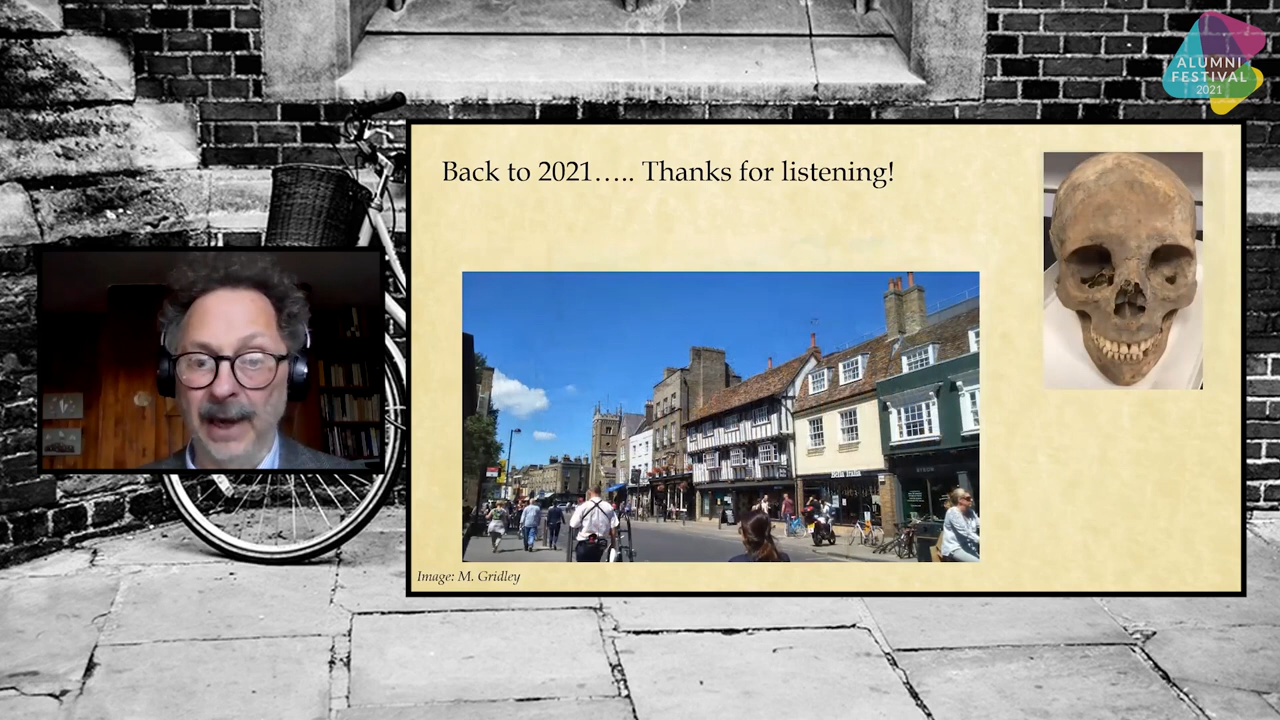 ALUMNI
FESTIVAL
2021
Back to 2021….. Thanks for listening!
Image: M. Gridley